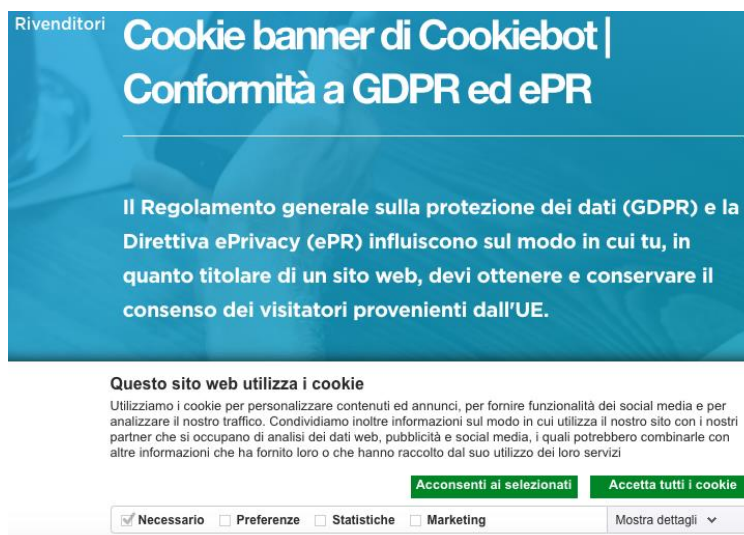 Rivenditori
Cookie banner di Cookiebot |
Conformità a GDPR ed ePR
Il Regolamento generale sulla protezione dei dati (GDPR) e la
Direttiva ePrivacy (ePR) influiscono sul modo in cui tu, in
quanto titolare di un sito web, devi ottenere e conservare il
consenso dei visitatori provenienti dall'UE.
Questo sito web utilizza i cookie
Utilizziamo i cookie per personalizzare contenuti ed annunci, per fornire funzionalità dei social media e per
analizzare il nostro traffico. Condividiamo inoltre informazioni sul modo in cui utilizza il nostro sito con i nostri
partner che si occupano di analisi dei dati web, pubblicità e social media, i quali potrebbero combinarle con
altre informazioni che ha fornito loro o che hanno raccolto dal suo utilizzo dei loro servizi
Acconsenti ai selezionati Accetta tutti i cookie
Necessario Preferenze Statistiche Marketing Mostra dettagli